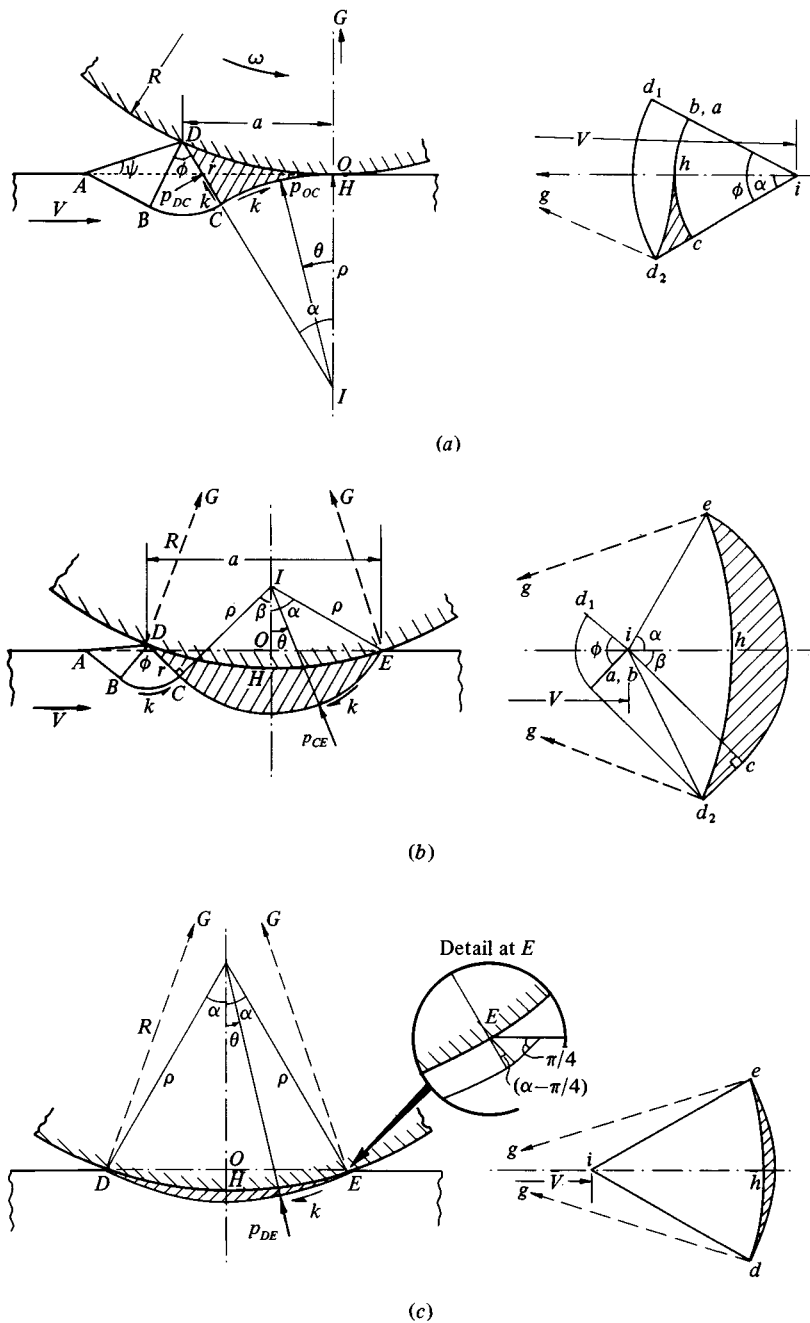 G
ω
R
a
D
O
ψ
ϕ
r
A
H
p_DC
k
k
p_OC
V
B
C
θ
ρ
α
I
d₁
b, a
V
h
ϕ
α
i
g
c
d₂
(a)
G
G
R
a
I
ρ
β
α
ρ
D
O
θ
A
ϕ
r
E
B
C
H
k
k
V
p_CE
e
g
d₁
ϕ
i
α
h
β
a, b
V
g
c
d₂
(b)
G
G
Detail at E
R
α
α
θ
E
π/4
(α−π/4)
ρ
ρ
O
D
H
E
k
p_DE
e
g
i
V
h
g
d
(c)